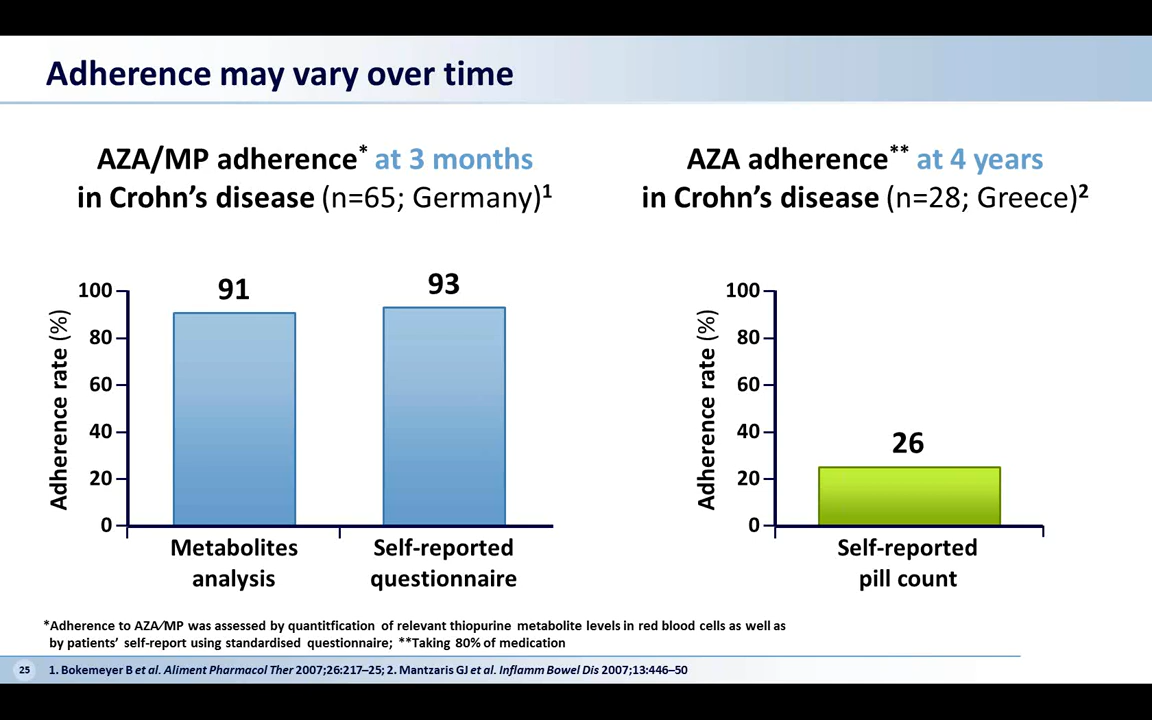 Adherence may vary over time
AZA/MP adherence* at 3 months
in Crohn’s disease (n=65; Germany)1
AZA adherence** at 4 years
in Crohn’s disease (n=28; Greece)2
Adherence rate (%)
100
80
60
40
20
0
91
93
Metabolites
analysis
Self-reported
questionnaire
Adherence rate (%)
100
80
60
40
20
0
26
Self-reported
pill count
*Adherence to AZA/MP was assessed by quantitfication of relevant thiopurine metabolite levels in red blood cells as well as
by patients’ self-report using standardised questionnaire; **Taking 80% of medication
25
1. Bokemeyer B et al. Aliment Pharmacol Ther 2007;26:217–25; 2. Mantzaris GJ et al. Inflamm Bowel Dis 2007;13:446–50